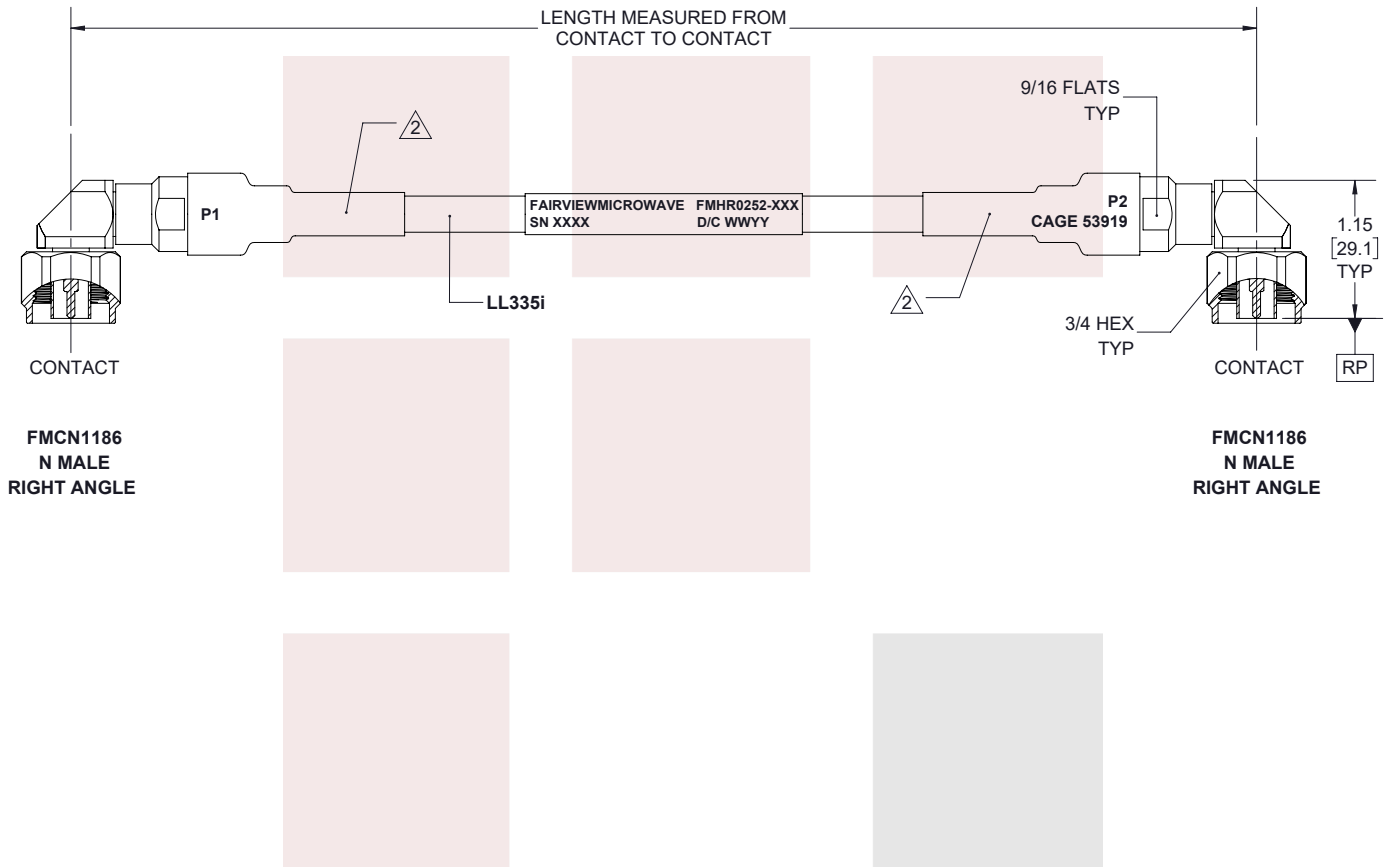 LENGTH MEASURED FROM
CONTACT TO CONTACT
9/16 FLATS
TYP
2
P1
FAIRVIEWMICROWAVE FMHR0252-XXX
SN XXXX D/C WWYY
P2
CAGE 53919
1.15
[29.1]
TYP
LL335i
2
3/4 HEX
TYP
CONTACT
CONTACT
RP
FMCN1186
N MALE
RIGHT ANGLE
FMCN1186
N MALE
RIGHT ANGLE